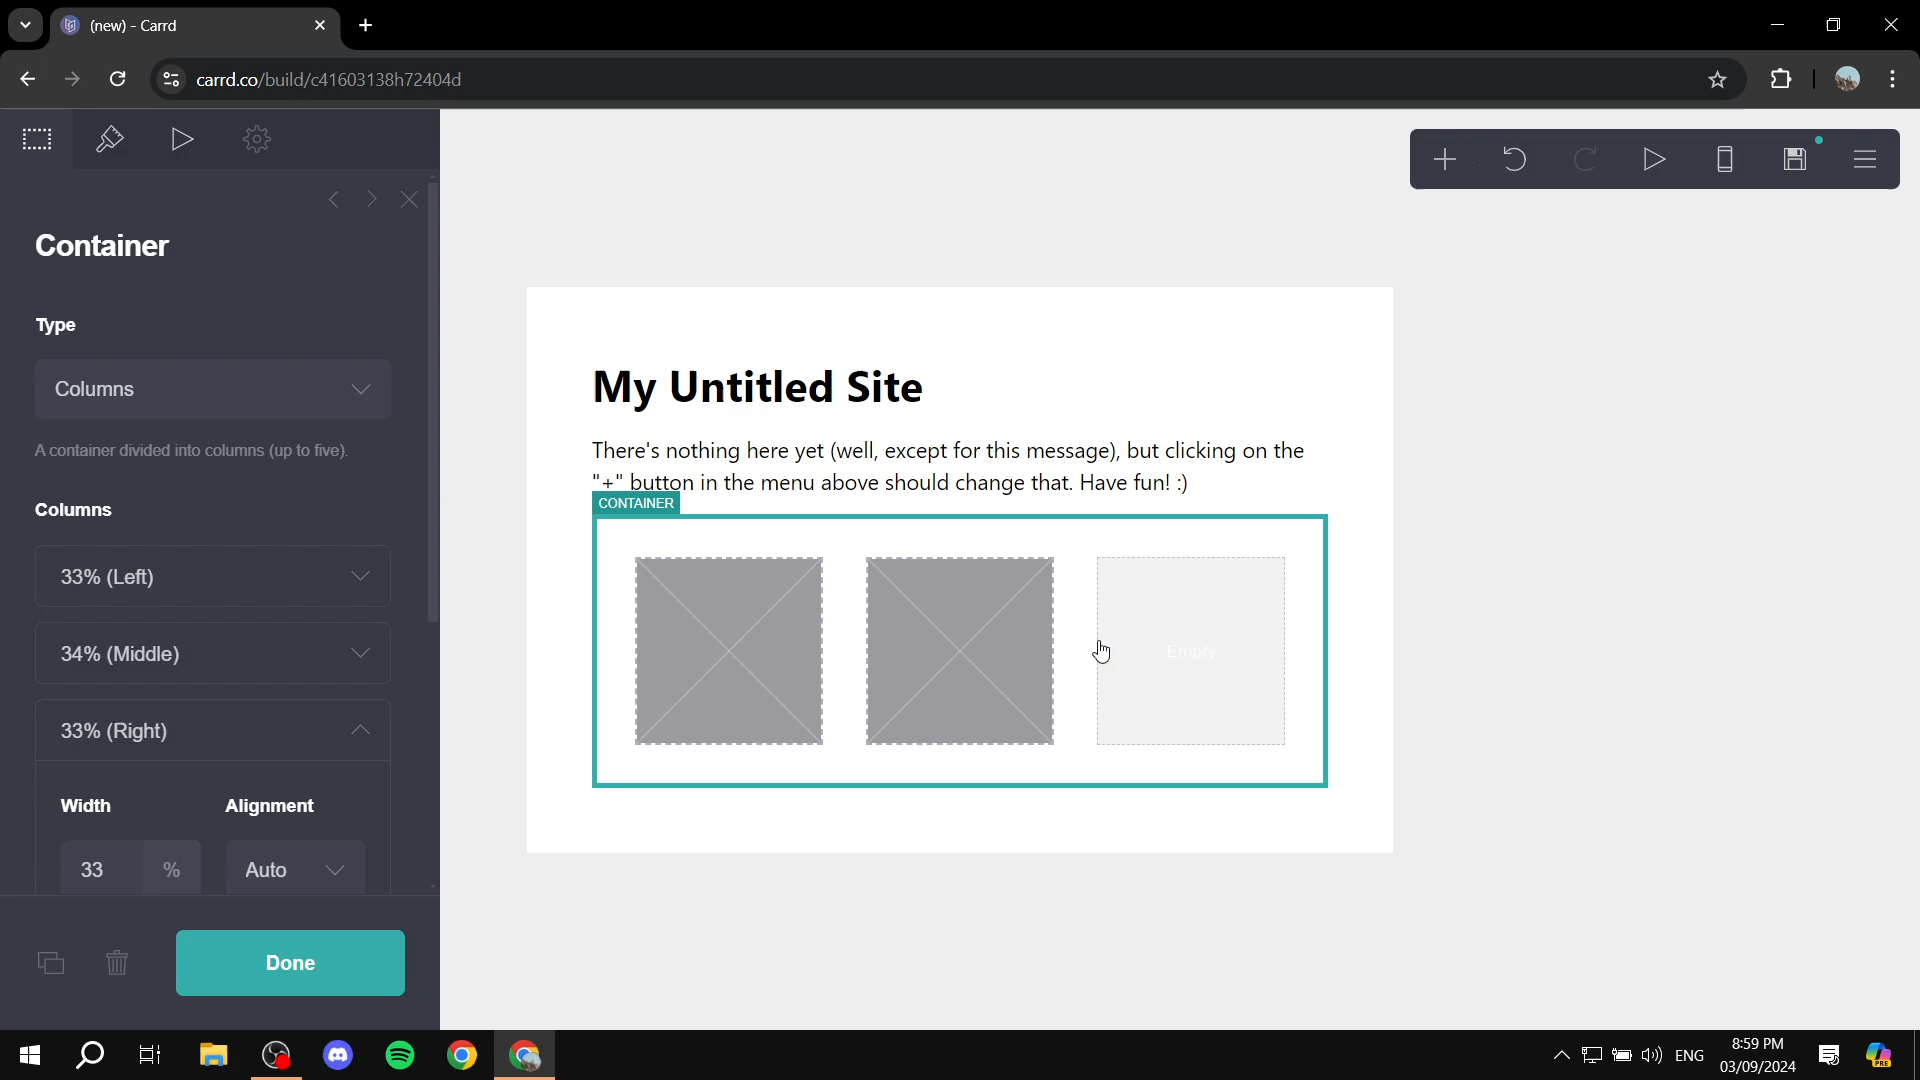 (new) - Carrd
carrd.co/build/c41603138h72404d
Container
Type
Columns
A container divided into columns (up to five).
Columns
33% (Left)
34% (Middle)
33% (Right)
Width
Alignment
33 %
Auto
Done
My Untitled Site
There's nothing here yet (well, except for this message), but clicking on the
"+" button in the menu above should change that. Have fun! :)
CONTAINER
Empty
ENG
8:59 PM
03/09/2024
PRE